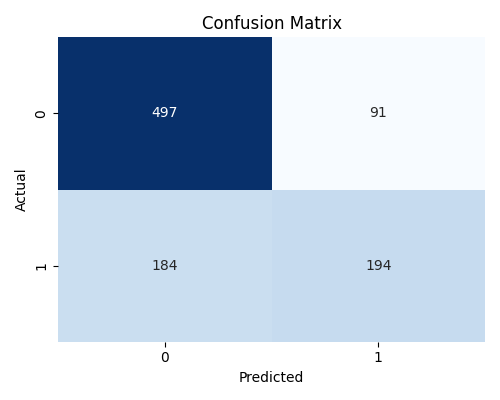 Confusion Matrix
Actual
0
497
91
1
184
194
0
1
Predicted